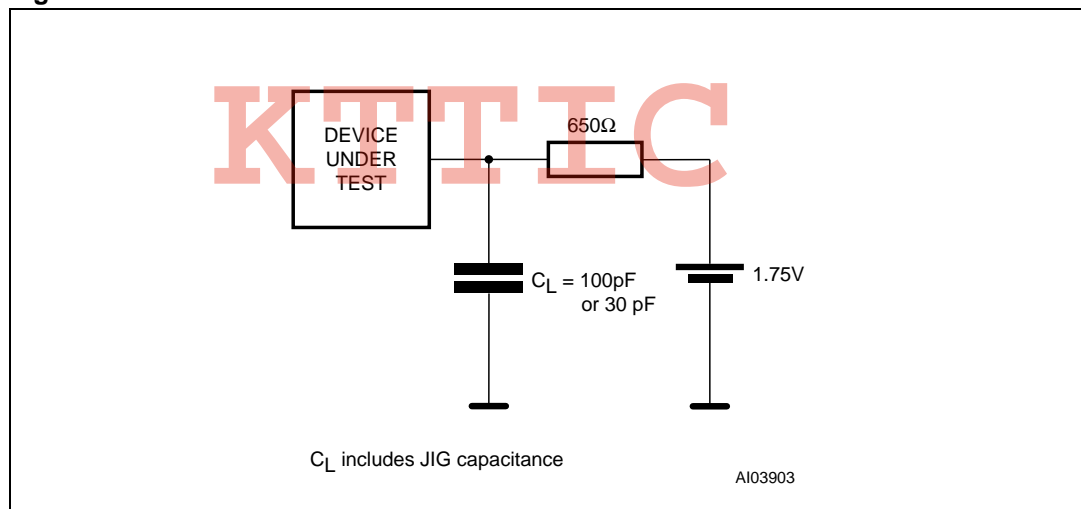 KTTIC
DEVICE
UNDER
TEST
650Ω
CL = 100pF
or 30 pF
1.75V
CL includes JIG capacitance
AI03903